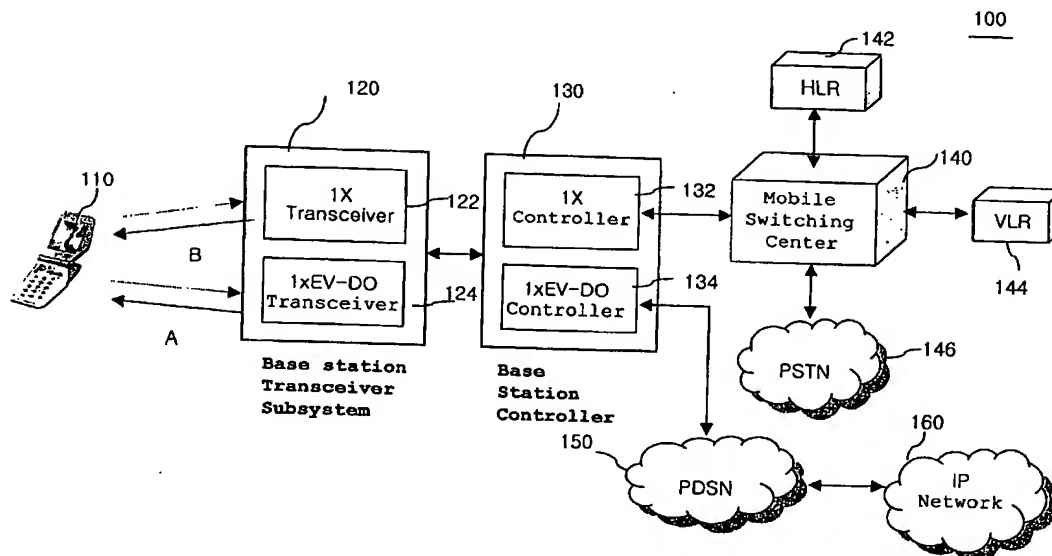 100
142
HLR
120
130
140
110
1X
Transceiver
122
1X
Controller
132
Mobile
Switching
Center
VLR
144
B
1xEV-DO
Transceiver
124
1xEV-DO
Controller
134
A
Base station
Transceiver
Subsystem
Base
Station
Controller
PSTN
146
150
PDSN
160
IP
Network